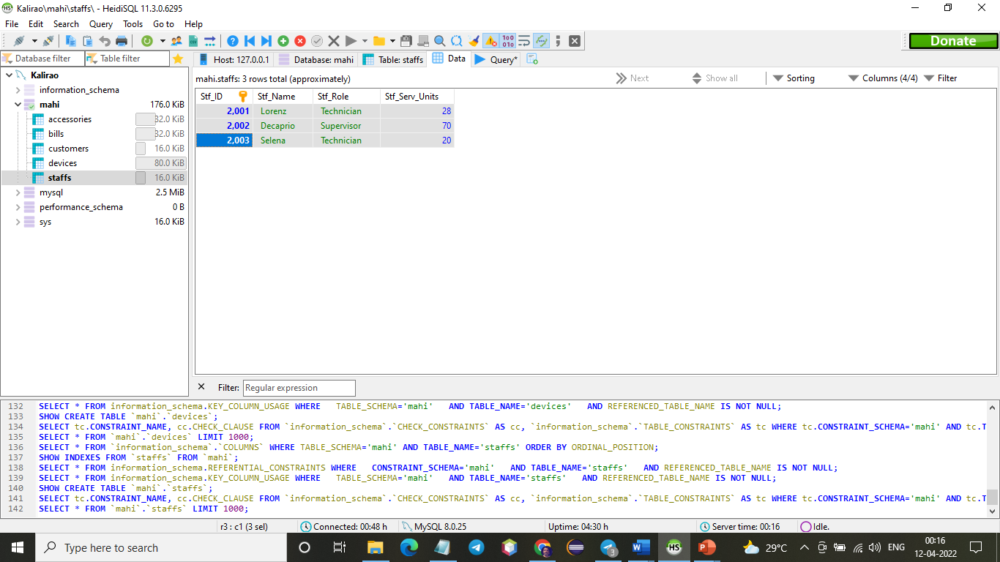 Kalirao\mahi\staffs\ - HeidiSQL 11.3.0.6295
File Edit Search Query Tools Go to Help
Donate
Database filter Table filter
Host: 127.0.0.1 Database: mahi Table: staffs Data Query*
Kalirao
information_schema
mahi 176.0 KiB
accessories 32.0 KiB
bills 32.0 KiB
customers 16.0 KiB
devices 80.0 KiB
staffs 16.0 KiB
mysql 2.5 MiB
performance_schema 0 B
sys 16.0 KiB
mahi.staffs: 3 rows total (approximately) Next Show all Sorting Columns (4/4) Filter
Stf_ID Stf_Name Stf_Role Stf_Serv_Units
2,001 Lorenz Technician 28
2,002 Decaprio Supervisor 70
2,003 Selena Technician 20
Filter: Regular expression
132 SELECT * FROM information_schema.KEY_COLUMN_USAGE WHERE TABLE_SCHEMA='mahi' AND TABLE_NAME='devices' AND REFERENCED_TABLE_NAME IS NOT NULL;
133 SHOW CREATE TABLE `mahi`.`devices`;
134 SELECT tc.CONSTRAINT_NAME, cc.CHECK_CLAUSE FROM `information_schema`.`CHECK_CONSTRAINTS` AS cc, `information_schema`.`TABLE_CONSTRAINTS` AS tc WHERE tc.CONSTRAINT_SCHEMA='mahi' AND tc.T
135 SELECT * FROM `mahi`.`devices` LIMIT 1000;
136 SELECT * FROM `information_schema`.`COLUMNS` WHERE TABLE_SCHEMA='mahi' AND TABLE_NAME='staffs' ORDER BY ORDINAL_POSITION;
137 SHOW INDEXES FROM `staffs` FROM `mahi`;
138 SELECT * FROM information_schema.REFERENTIAL_CONSTRAINTS WHERE CONSTRAINT_SCHEMA='mahi' AND TABLE_NAME='staffs' AND REFERENCED_TABLE_NAME IS NOT NULL;
139 SELECT * FROM information_schema.KEY_COLUMN_USAGE WHERE TABLE_SCHEMA='mahi' AND TABLE_NAME='staffs' AND REFERENCED_TABLE_NAME IS NOT NULL;
140 SHOW CREATE TABLE `mahi`.`staffs`;
141 SELECT tc.CONSTRAINT_NAME, cc.CHECK_CLAUSE FROM `information_schema`.`CHECK_CONSTRAINTS` AS cc, `information_schema`.`TABLE_CONSTRAINTS` AS tc WHERE tc.CONSTRAINT_SCHEMA='mahi' AND tc.T
142 SELECT * FROM `mahi`.`staffs` LIMIT 1000;
r3 : c1 (3 sel) Connected: 00:48 h MySQL 8.0.25 Uptime: 04:30 h Server time: 00:16 Idle.
Type here to search 3 HS 29°C ENG 00:16
12-04-2022